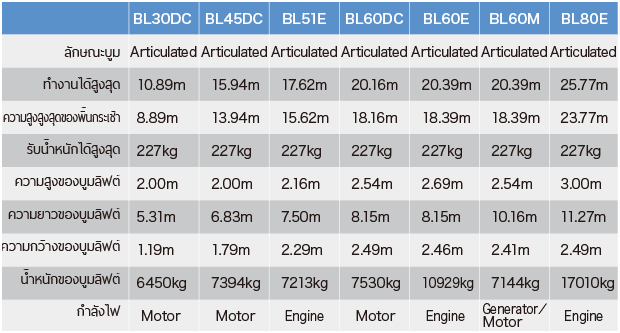 BL30DC BL45DC BL51E BL60DC BL60E BL60M BL80E
ลักษณะบูม Articulated Articulated Articulated Articulated Articulated Articulated Articulated
ทำงานได้สูงสุด 10.89m 15.94m 17.62m 20.16m 20.39m 20.39m 25.77m
ความสูงสูงสุดของพื้นกระเช้า 8.89m 13.94m 15.62m 18.16m 18.39m 18.39m 23.77m
รับน้ำหนักได้สูงสุด 227kg 227kg 227kg 227kg 227kg 227kg 227kg
ความสูงของบูมลิฟต์ 2.00m 2.00m 2.16m 2.54m 2.69m 2.54m 3.00m
ความยาวของบูมลิฟต์ 5.31m 6.83m 7.50m 8.15m 8.15m 10.16m 11.27m
ความกว้างของบูมลิฟต์ 1.19m 1.79m 2.29m 2.49m 2.46m 2.41m 2.49m
น้ำหนักของบูมลิฟต์ 6450kg 7394kg 7213kg 7530kg 10929kg 7144kg 17010kg
กำลังไฟ Motor Motor Engine Motor Engine Generator/ Engine
Motor